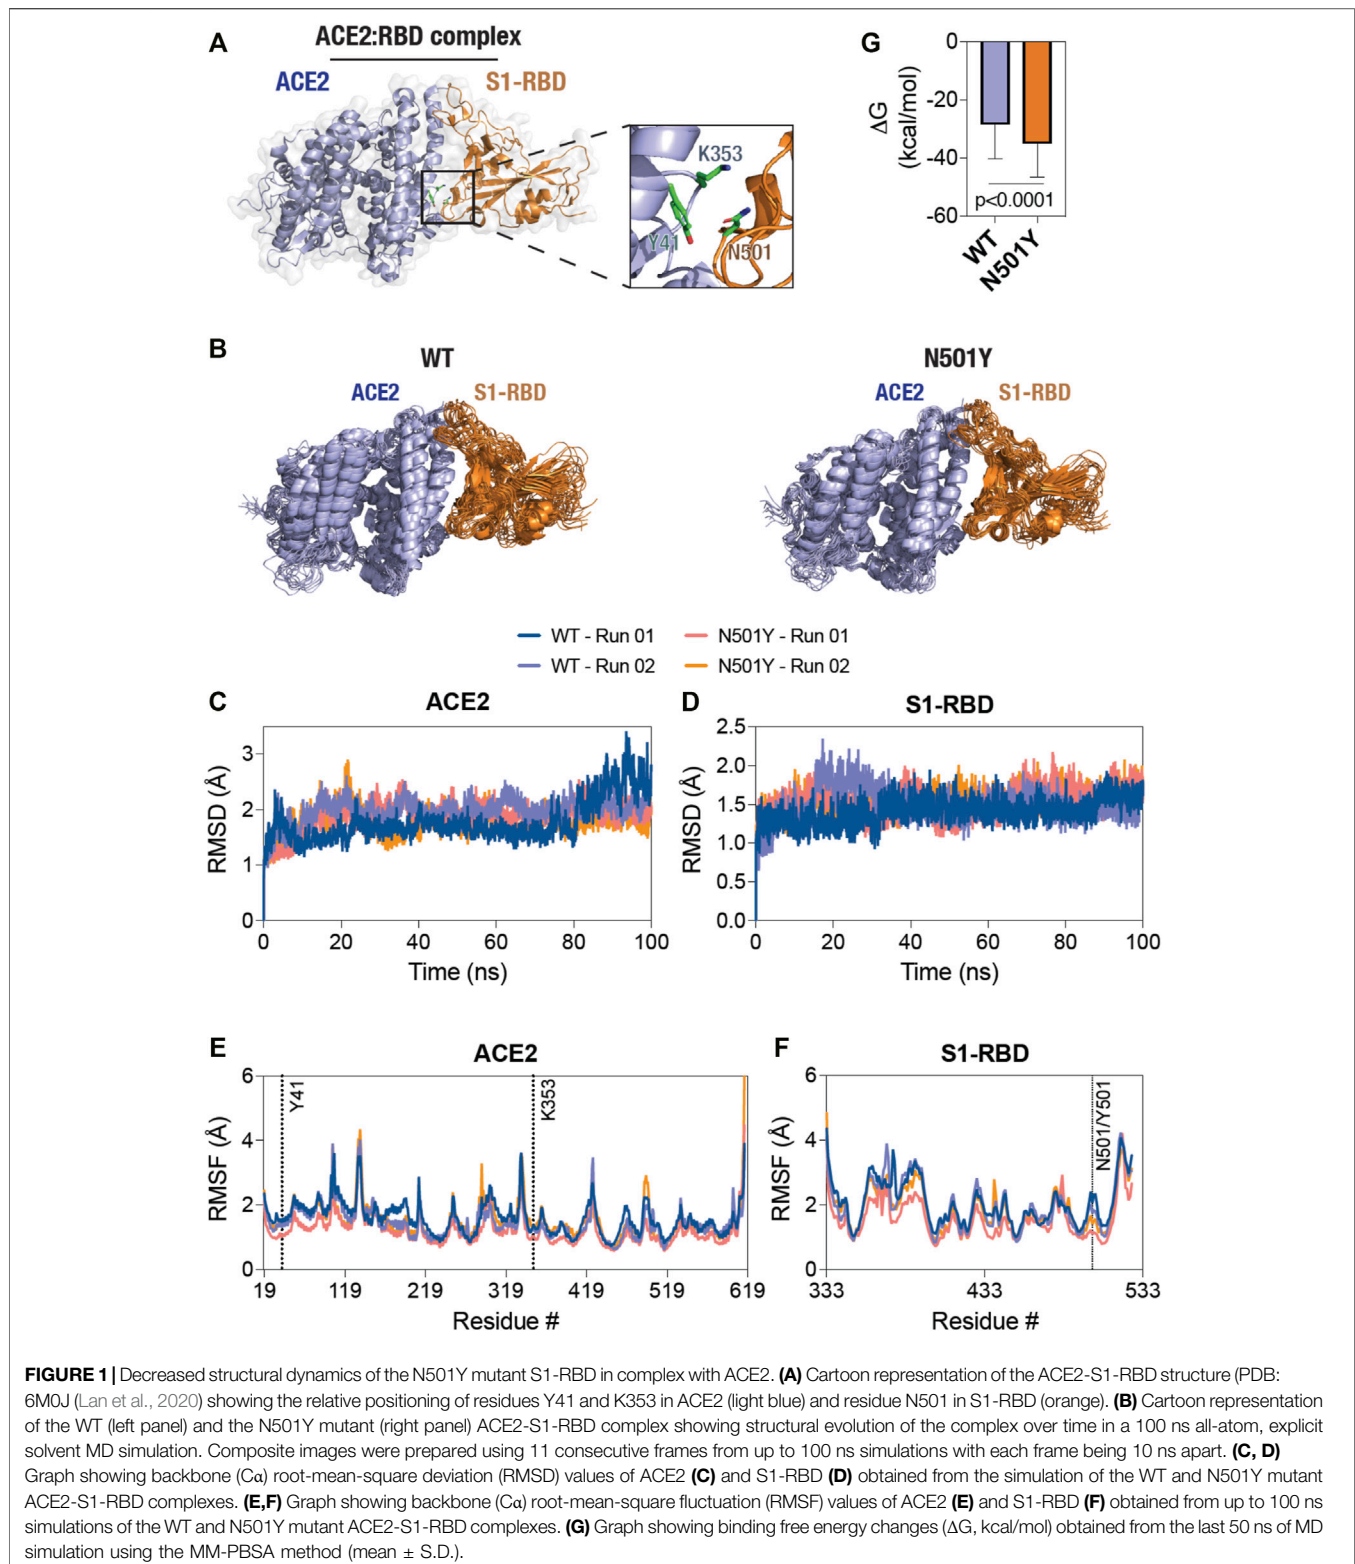 A
ACE2:RBD complex
ACE2
S1-RBD
K353
Y41
N501
G
0
-20
-40
-60
ΔG
(kcal/mol)
p<0.0001
WT
N501Y
B
WT
ACE2
S1-RBD
N501Y
ACE2
S1-RBD
WT - Run 01
N501Y - Run 01
WT - Run 02
N501Y - Run 02
C
ACE2
RMSD (Å)
3
2
1
0
0 20 40 60 80 100
Time (ns)
D
S1-RBD
RMSD (Å)
2.5
2.0
1.5
1.0
0.5
0.0
0 20 40 60 80 100
Time (ns)
E
ACE2
RMSF (Å)
6
4
2
0
Y41
K353
19 119 219 319 419 519 619
Residue #
F
S1-RBD
RMSF (Å)
6
4
2
0
N501/Y501
333 433 533
Residue #
FIGURE 1 | Decreased structural dynamics of the N501Y mutant S1-RBD in complex with ACE2. (A) Cartoon representation of the ACE2-S1-RBD structure (PDB:
6M0J (Lan et al., 2020) showing the relative positioning of residues Y41 and K353 in ACE2 (light blue) and residue N501 in S1-RBD (orange). (B) Cartoon representation
of the WT (left panel) and the N501Y mutant (right panel) ACE2-S1-RBD complex showing structural evolution of the complex over time in a 100 ns all-atom, explicit
solvent MD simulation. Composite images were prepared using 11 consecutive frames from up to 100 ns simulations with each frame being 10 ns apart. (C, D)
Graph showing backbone (Cα) root-mean-square deviation (RMSD) values of ACE2 (C) and S1-RBD (D) obtained from the simulation of the WT and N501Y mutant
ACE2-S1-RBD complexes. (E,F) Graph showing backbone (Cα) root-mean-square fluctuation (RMSF) values of ACE2 (E) and S1-RBD (F) obtained from up to 100 ns
simulations of the WT and N501Y mutant ACE2-S1-RBD complexes. (G) Graph showing binding free energy changes (ΔG, kcal/mol) obtained from the last 50 ns of MD
simulation using the MM-PBSA method (mean ± S.D.).